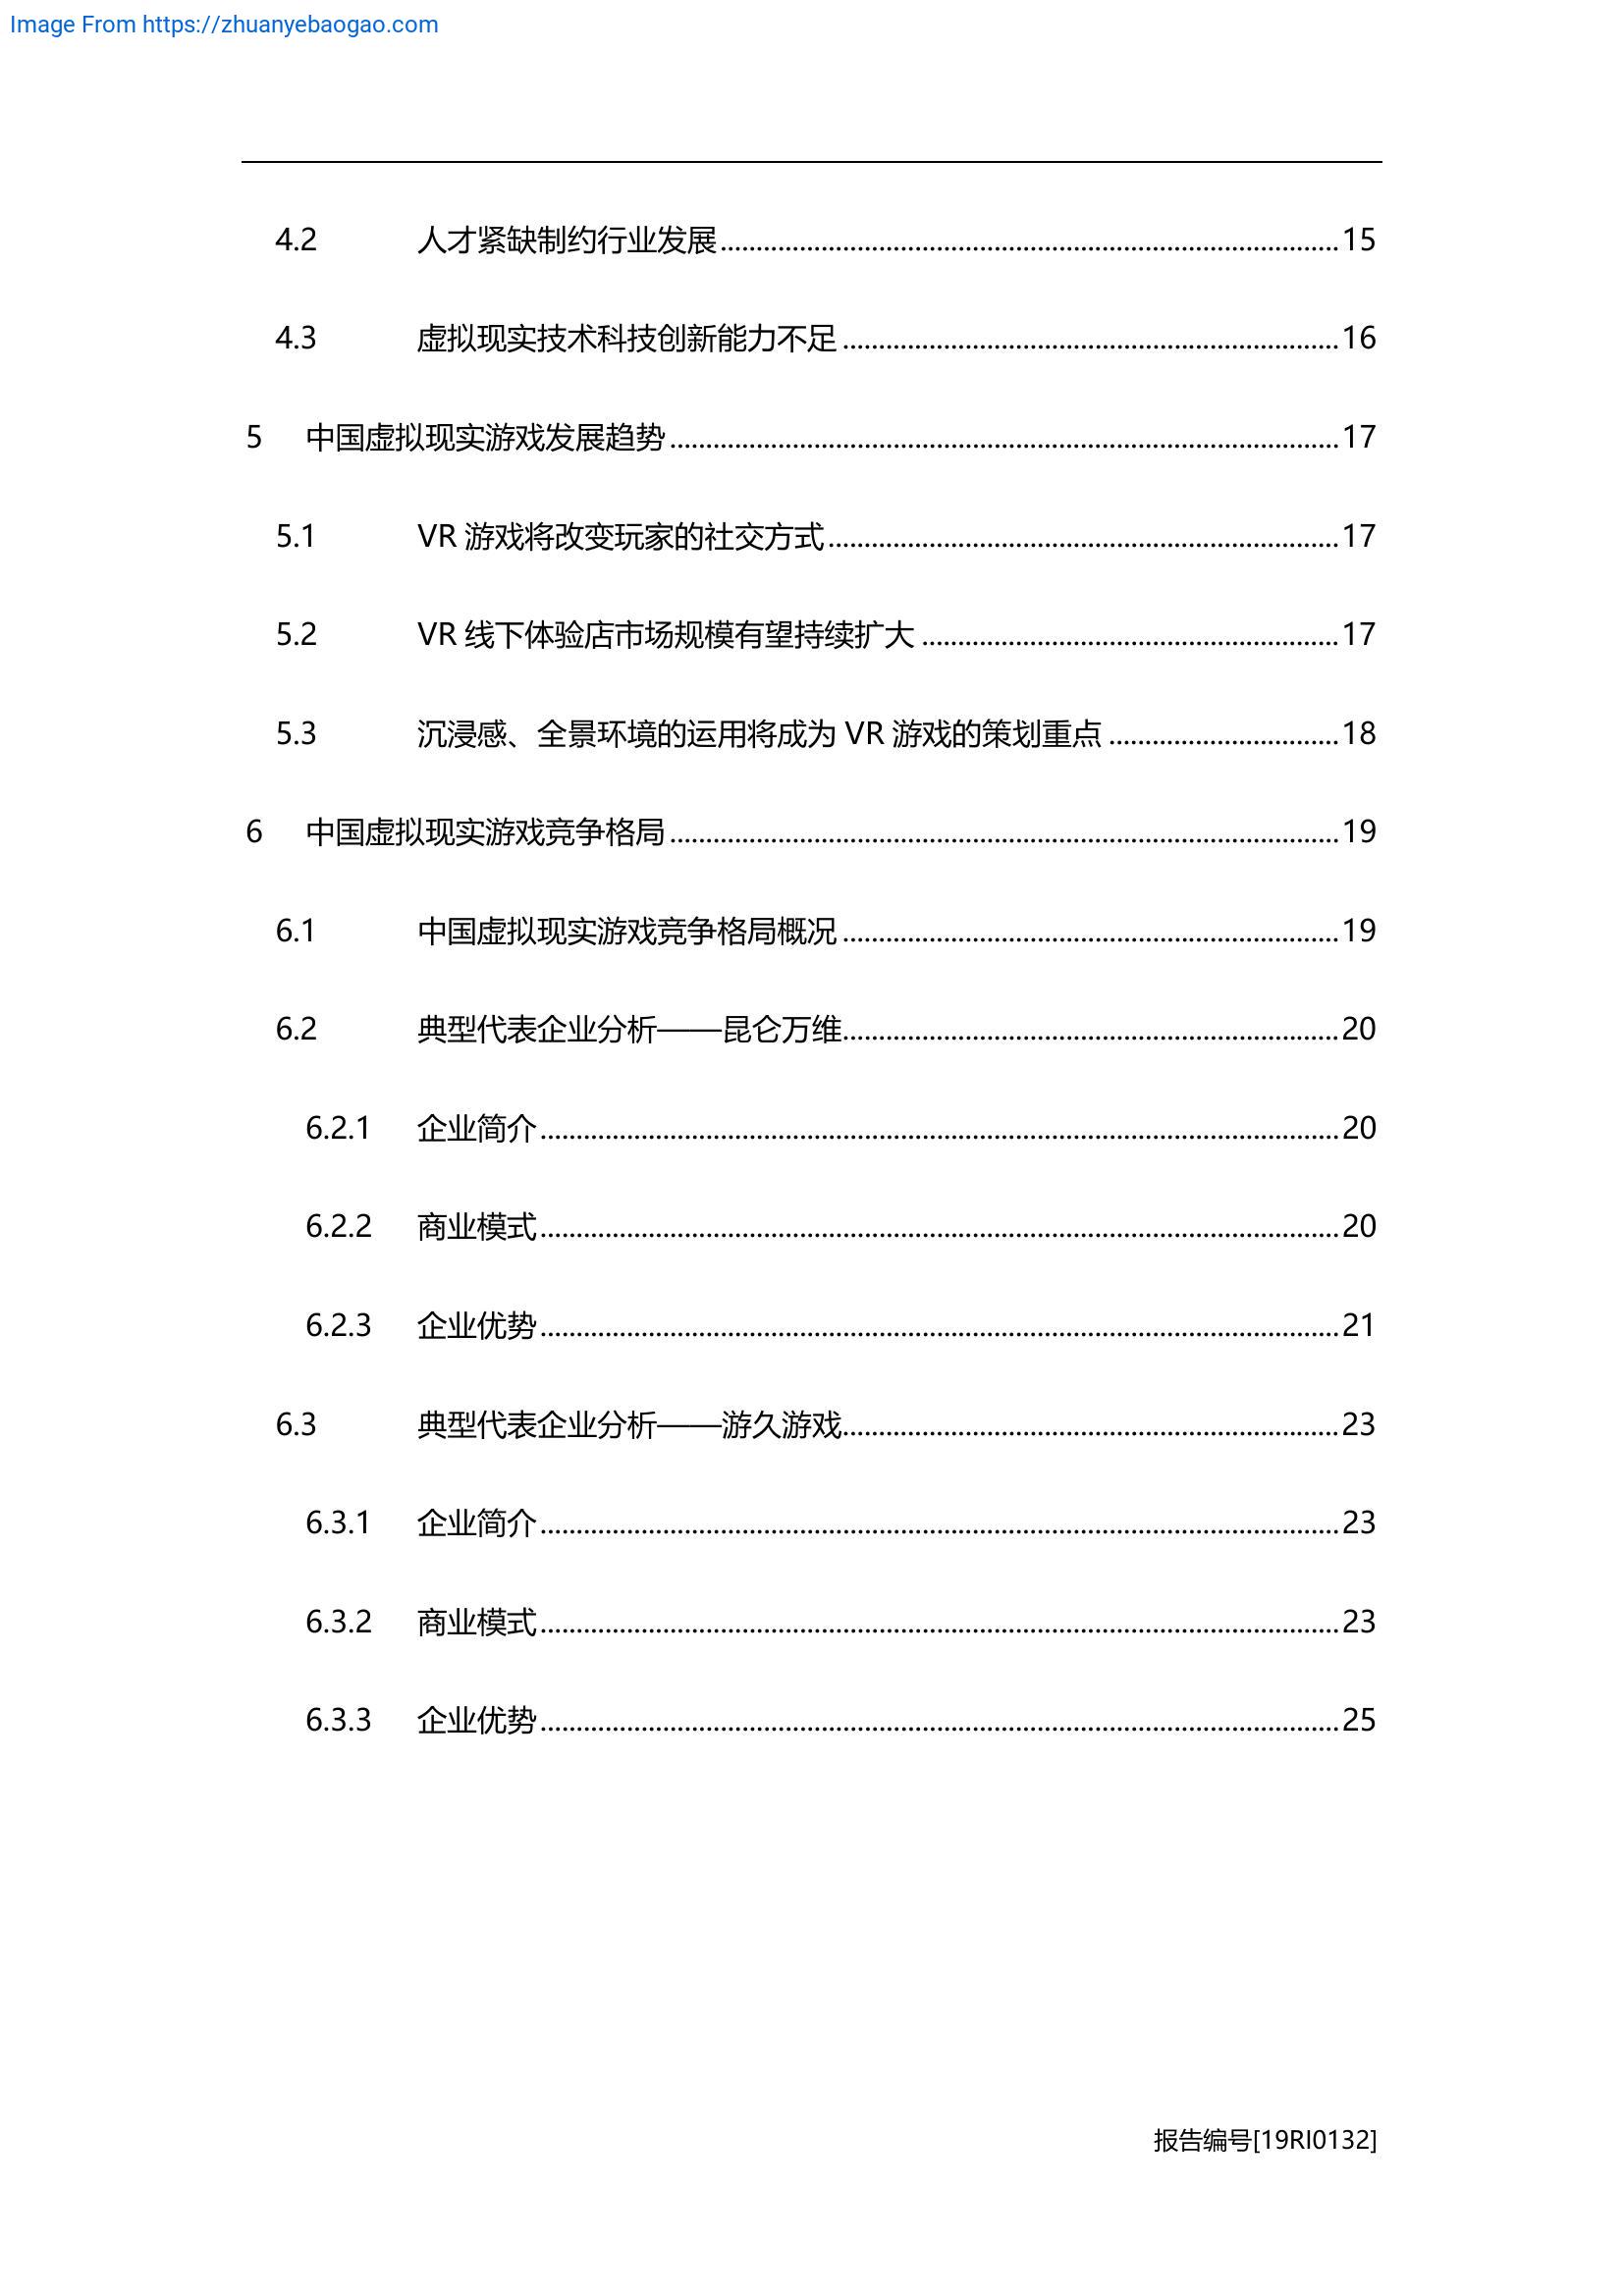 Image From https://zhuanyebaogao.com
4.2 人才紧缺制约行业发展........................................15
4.3 虚拟现实技术科技创新能力不足........................................16
5 中国虚拟现实游戏发展趋势........................................17
5.1 VR 游戏将改变玩家的社交方式........................................17
5.2 VR 线下体验店市场规模有望持续扩大........................................17
5.3 沉浸感、全景环境的运用将成为 VR 游戏的策划重点........................................18
6 中国虚拟现实游戏竞争格局........................................19
6.1 中国虚拟现实游戏竞争格局概况........................................19
6.2 典型代表企业分析——昆仑万维........................................20
6.2.1 企业简介........................................20
6.2.2 商业模式........................................20
6.2.3 企业优势........................................21
6.3 典型代表企业分析——游久游戏........................................23
6.3.1 企业简介........................................23
6.3.2 商业模式........................................23
6.3.3 企业优势........................................25
报告编号[19RI0132]